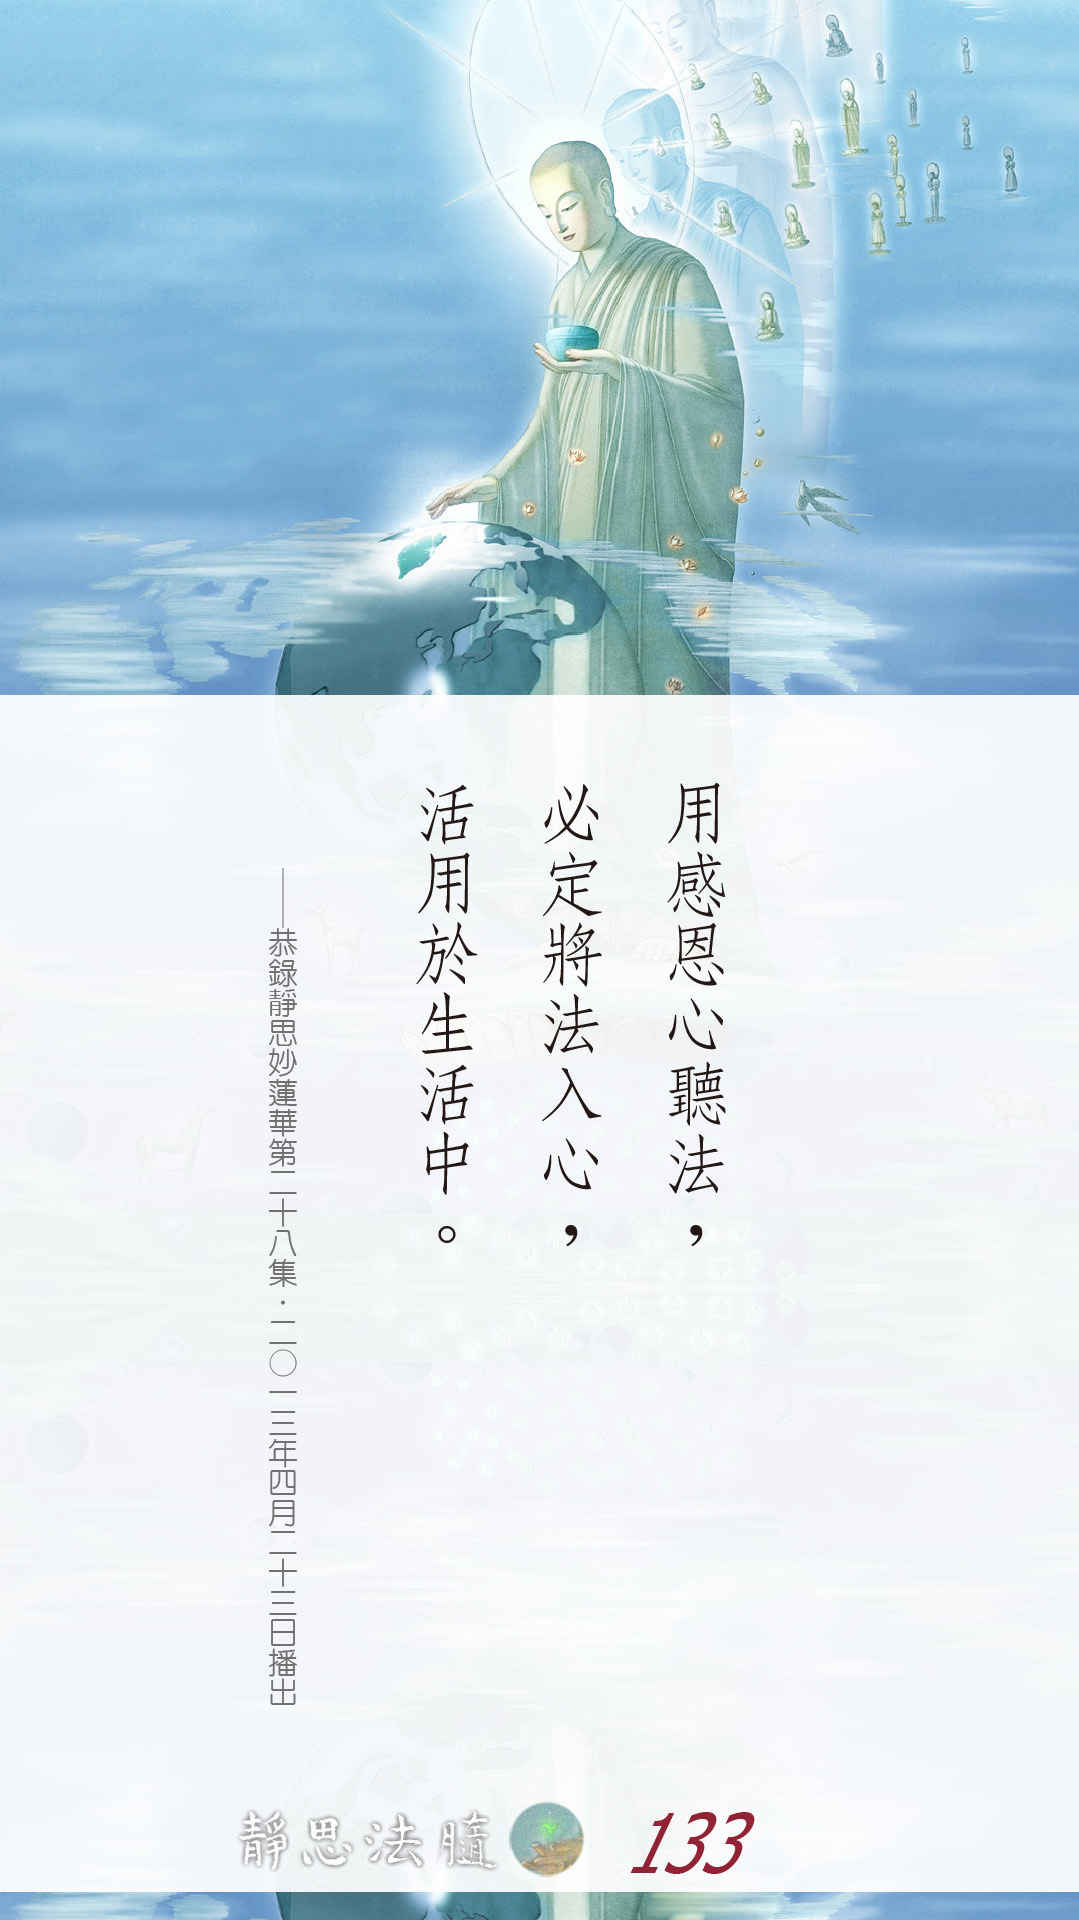 用感恩心聽法，
必定將法入心，
活用於生活中。
——恭錄靜思妙蓮華第二十八集．二〇一三年四月二十三日播出
靜思法髓
133